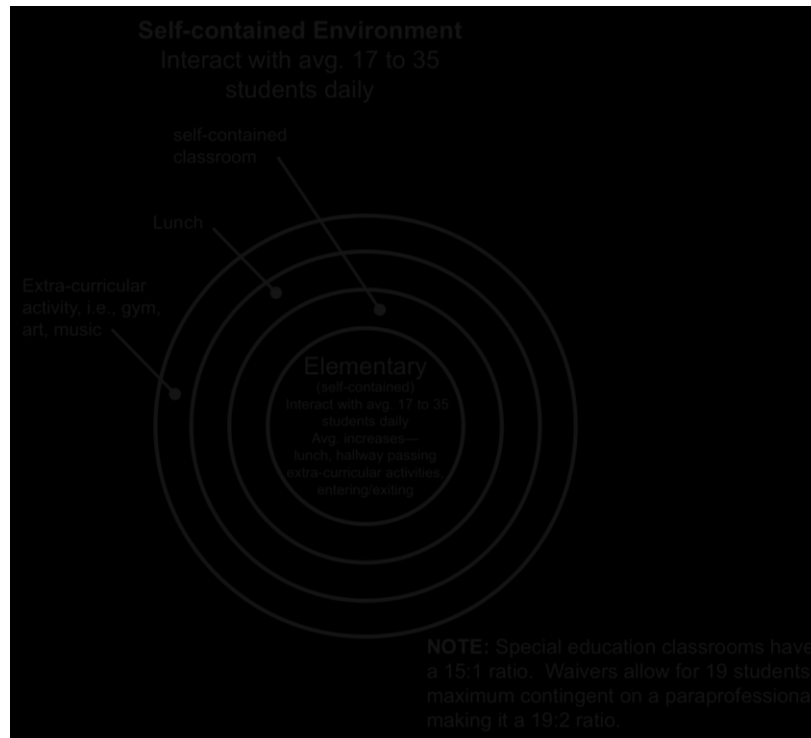 Self-contained Environment
Interact with avg. 17 to 35
students daily
self-contained
classroom
Lunch
Extra-curricular
activity, i.e., gym,
art, music
Elementary
(self-contained)
Interact with avg. 17 to 35
students daily
Avg. increases—
lunch, hallway passing
extra-curricular activities.
entering/exiting
NOTE: Special education classrooms have
a 15:1 ratio. Waivers allow for 19 students
maximum contingent on a paraprofessiona
making it a 19:2 ratio.